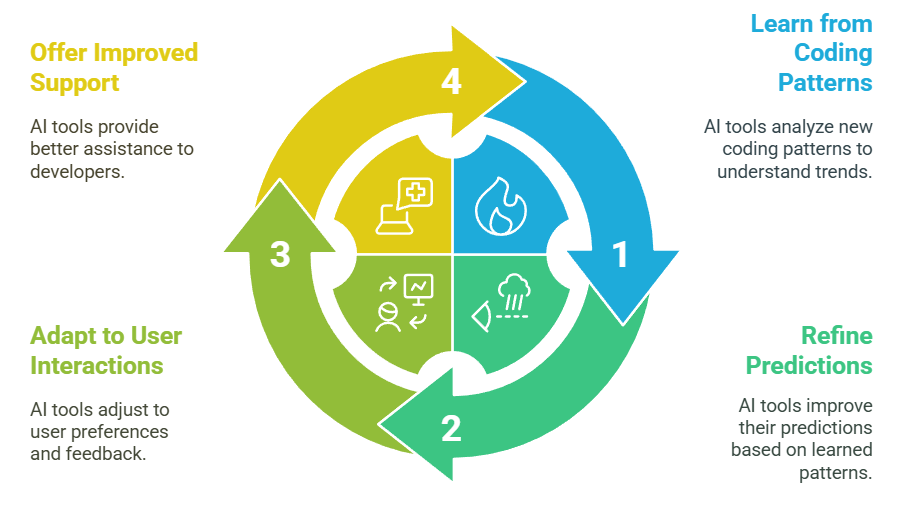 Offer Improved
Support
AI tools provide
better assistance to
developers.
Learn from
Coding
Patterns
AI tools analyze new
coding patterns to
understand trends.
4
3
1
2
Adapt to User
Interactions
AI tools adjust to
user preferences
and feedback.
Refine
Predictions
AI tools improve
their predictions
based on learned
patterns.